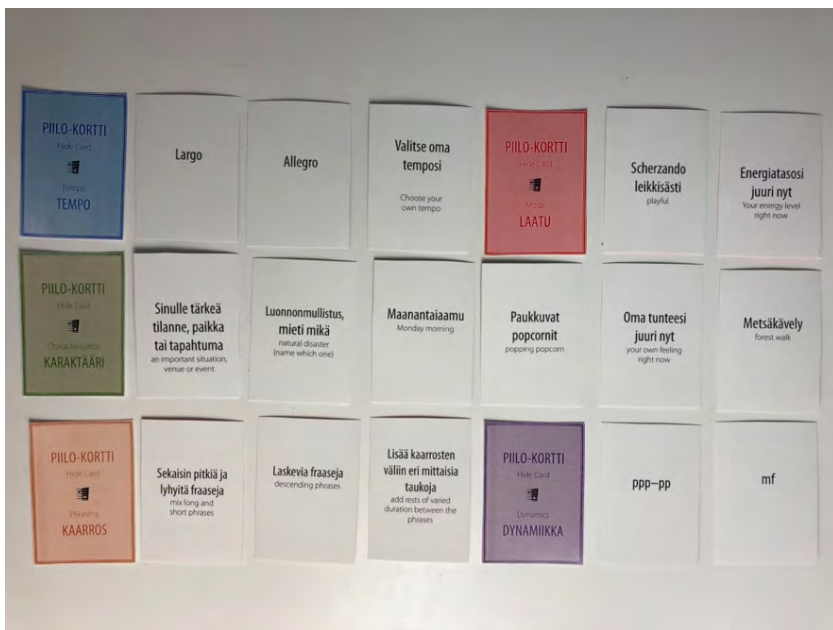 PIILO-KORTTI
Hide Card
Tempo
TEMPO
Largo
Allegro
Valitse oma
temposi
Choose your
own tempo
PIILO-KORTTI
Hide Card
Mode
LAATU
Scherzando
leikkisästi
playful
Energiatasosi
juuri nyt
Your energy level
right now
PIILO-KORTTI
Hide Card
KARAKTÄÄRI
Sinulle tärkeä
tilanne, paikka
tai tapahtuma
an important situation,
venue or event
Luonnonmullistus,
mieti mikä
natural disaster
(name which one)
Maanantaiaamu
Monday morning
Paukkuvat
popcornit
popping popcorn
Oma tunteesi
juuri nyt
your own feeling
right now
Metsäkävely
forest walk
PIILO-KORTTI
Hide Card
Phrasing
KAARROS
Sekaisin pitkiä ja
lyhyitä fraaseja
mix long and
short phrases
Laskevia fraaseja
descending phrases
Lisää kaarrosten
väliin eri mittaisia
taukoja
add rests of varied
duration between the
phrases
PIILO-KORTTI
Hide Card
Dynamics
DYNAMIIKKA
ppp–pp
mf